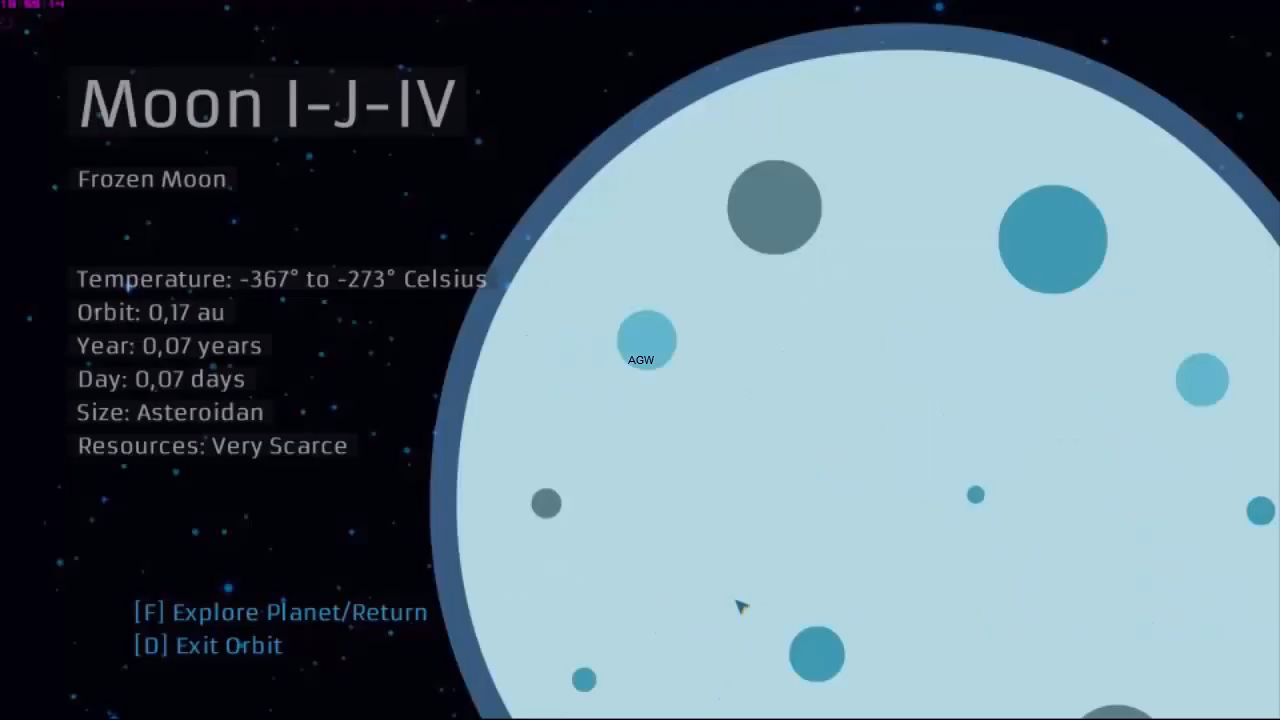 Moon I-J-IV
Frozen Moon
Temperature: -367° to -273° Celsius
Orbit: 0,17 au
Year: 0,07 years
Day: 0,07 days
Size: Asteroidan
Resources: Very Scarce
AGW
[F] Explore Planet/Return
[D] Exit Orbit